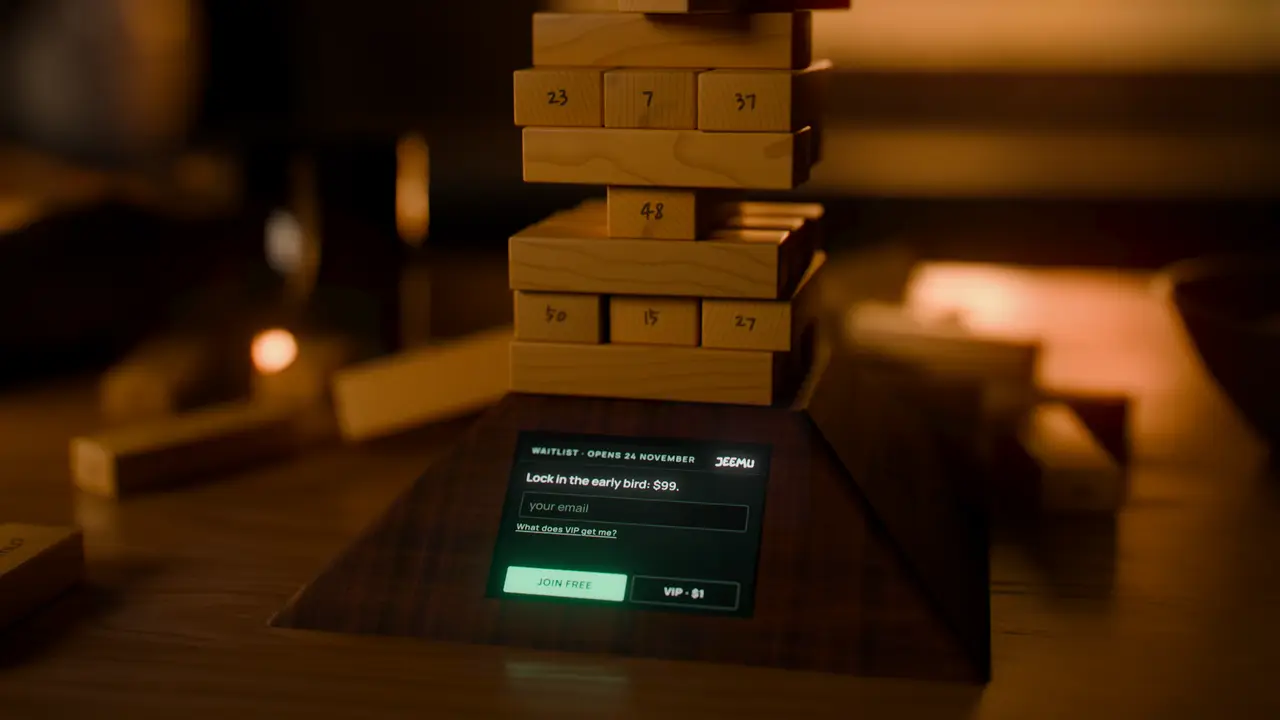 23 7 37
48
50 15 27
WAITLIST · OPENS 24 NOVEMBER JEEMU
Lock in the early bird: $99.
your email
What does VIP get me?
JOIN FREE VIP · $1